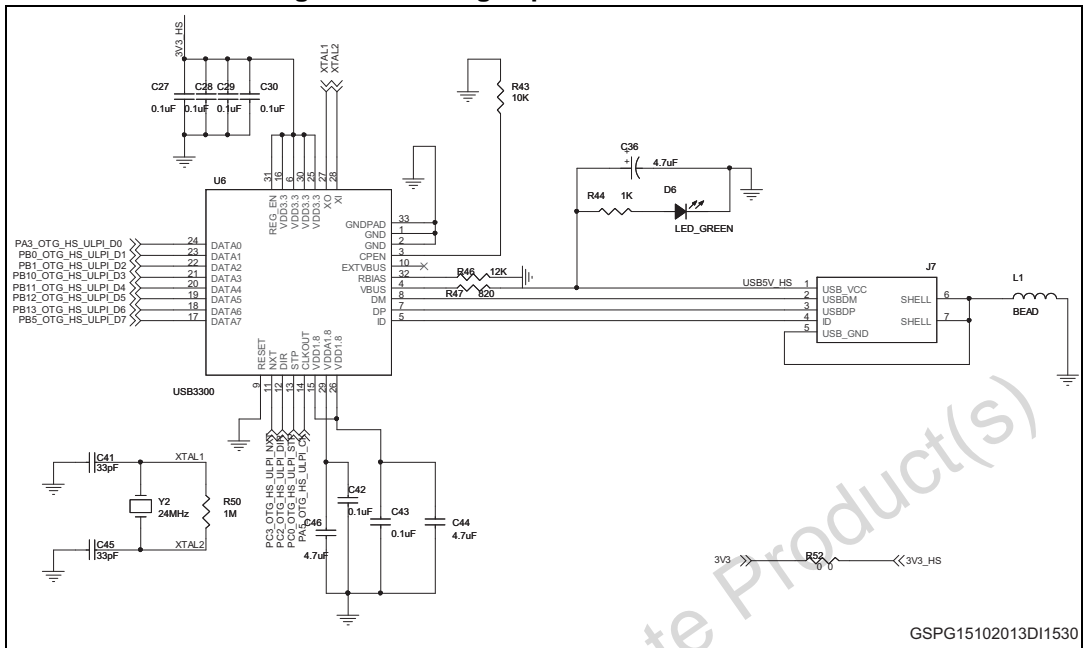 3V3_HS
XTAL1
XTAL2
C27
C28
C29
C30
0.1uF
0.1uF
0.1uF
0.1uF
R43
10K
C36
+
+
4.7uF
R44
1K
D6
LED_GREEN
U6
31
16
6
30
25
27
28
REG_EN
VDD3.3
VDD3.3
VDD3.3
VDD3.3
XO
XI
PA3_OTG_HS_ULPI_D0 24 DATA0
PB0_OTG_HS_ULPI_D1 23 DATA1
PB1_OTG_HS_ULPI_D2 22 DATA2
PB10_OTG_HS_ULPI_D3 21 DATA3
PB11_OTG_HS_ULPI_D4 20 DATA4
PB12_OTG_HS_ULPI_D5 19 DATA5
PB13_OTG_HS_ULPI_D6 18 DATA6
PB5_OTG_HS_ULPI_D7 17 DATA7
GNDPAD 33
GND 1
GND 2
CPEN 3
EXTVBUS 10
RBIAS 32
VBUS 4
DM 8
DP 7
ID 5
R46 12K
R47 820
USB5V_HS
J7
1 USB_VCC
2 USBDM
3 USBDP
4 ID
5 USB_GND
SHELL 6
SHELL 7
L1
BEAD
RESET
NXT
DIR
STP
CLKOUT
VDD1.8
VDDA1.8
VDD1.8
9
11
12
13
14
15
29
26
USB3300
PC3_OTG_HS_ULPI_NXT
PC2_OTG_HS_ULPI_DIR
PC0_OTG_HS_ULPI_STP
C41
33pF
XTAL1
Y2
24MHz
R50
1M
C45
33pF
XTAL2
C42
0.1uF
C46
4.7uF
C43
0.1uF
C44
4.7uF
3V3
R52
0 0
3V3_HS
te Product(s)
GSPG15102013DI1530